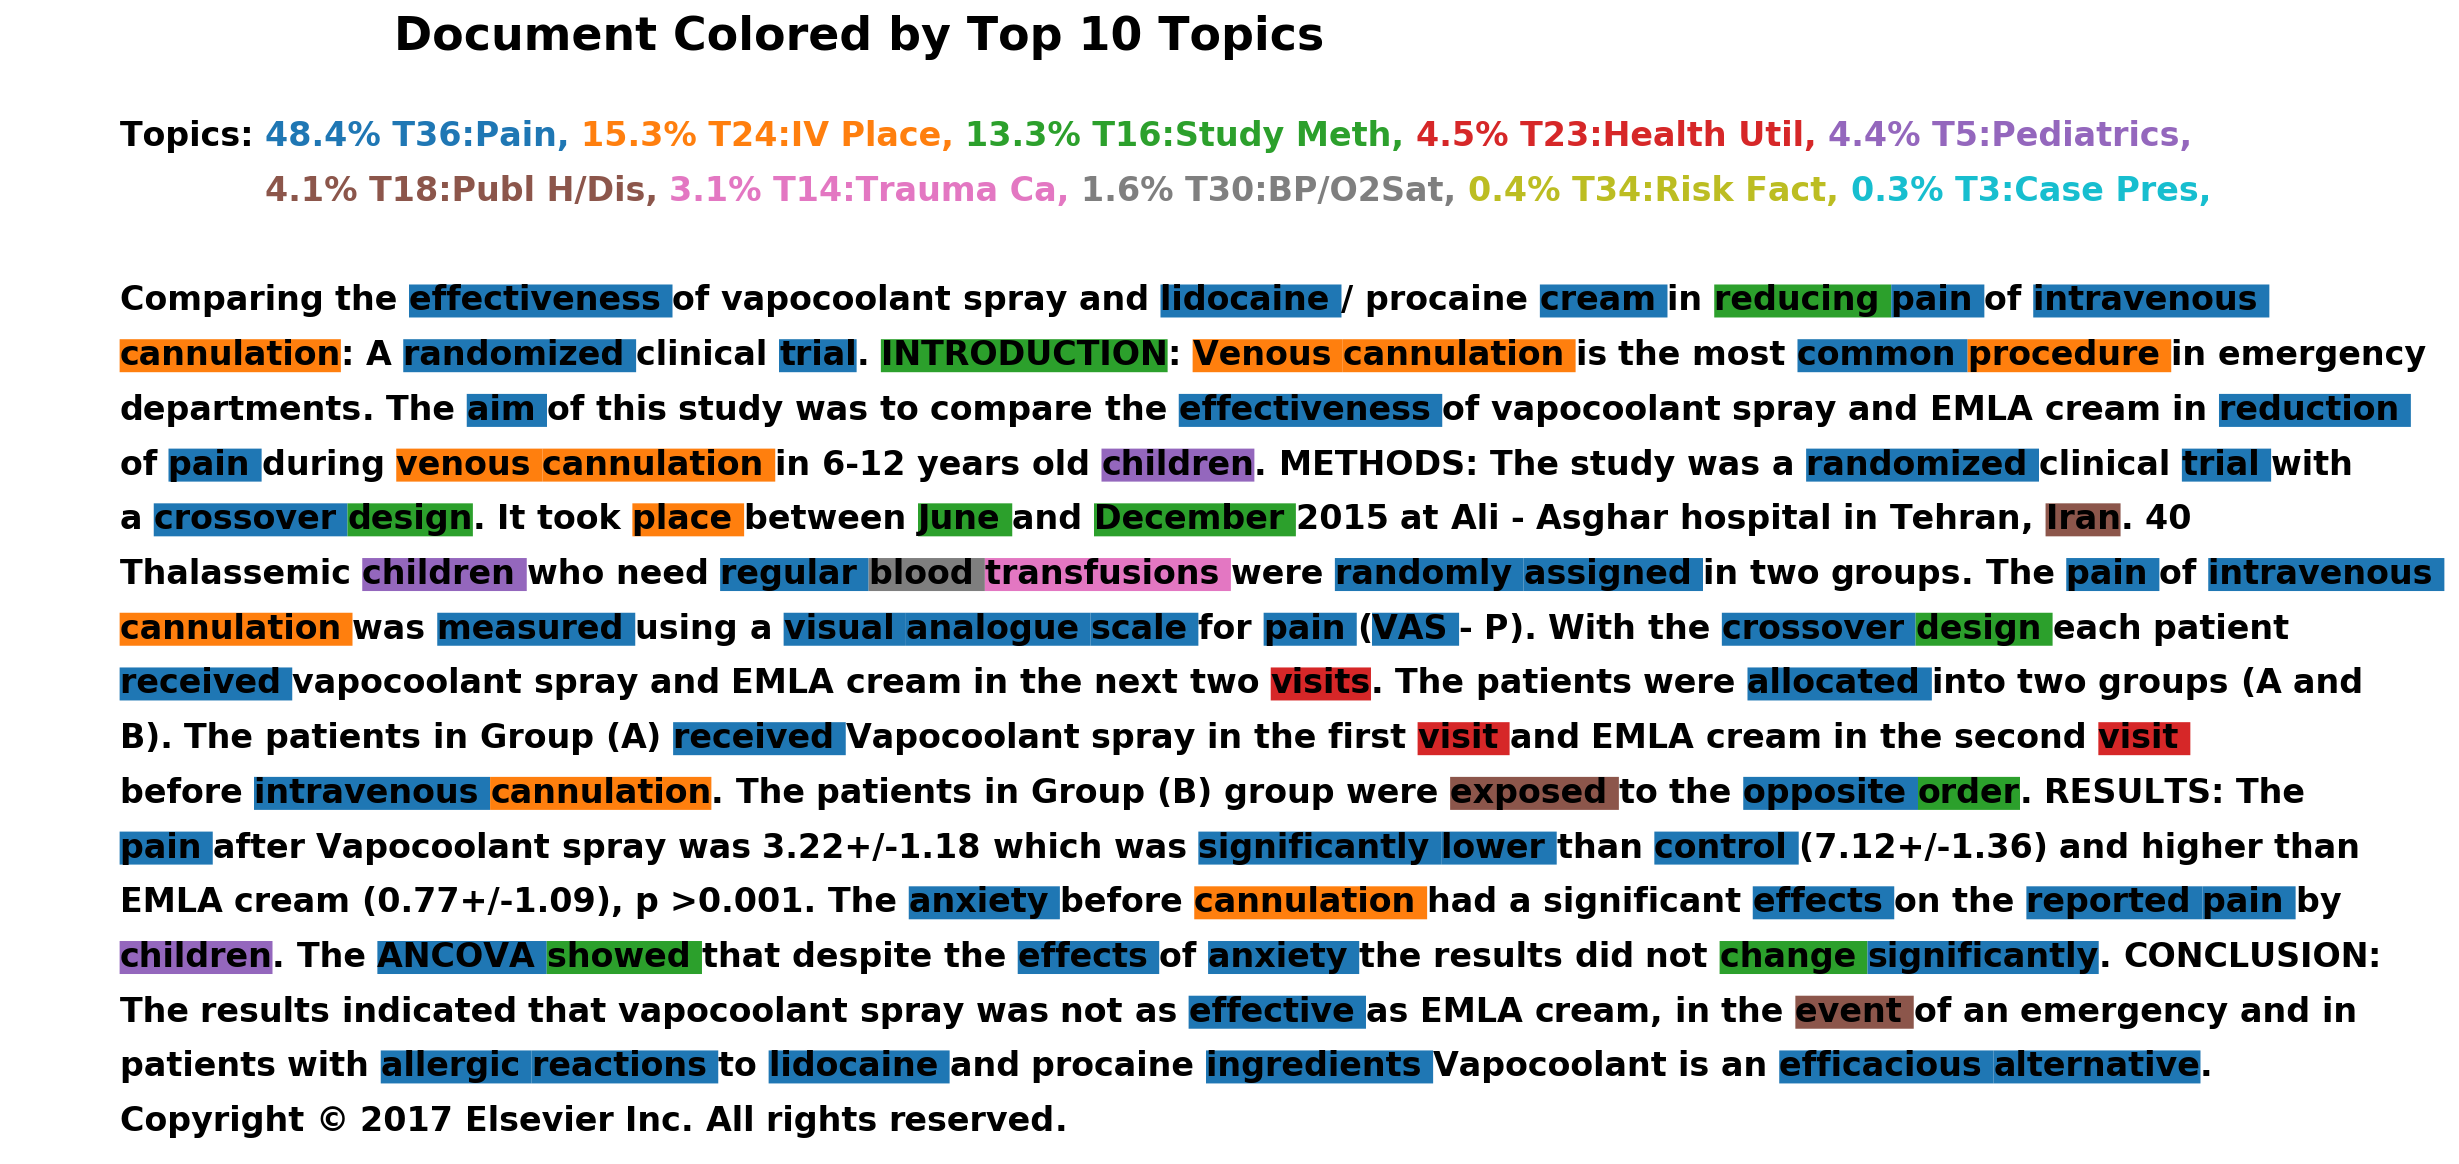 Document Colored by Top 10 Topics
Topics: 48.4% T36:Pain, 15.3% T24:IV Place, 13.3% T16:Study Meth, 4.5% T23:Health Util, 4.4% T5:Pediatrics,
4.1% T18:Publ H/Dis, 3.1% T14:Trauma Ca, 1.6% T30:BP/O2Sat, 0.4% T34:Risk Fact, 0.3% T3:Case Pres,
Comparing the effectiveness of vapocoolant spray and lidocaine / procaine cream in reducing pain of intravenous
cannulation: A randomized clinical trial. INTRODUCTION: Venous cannulation is the most common procedure in emergency
departments. The aim of this study was to compare the effectiveness of vapocoolant spray and EMLA cream in reduction
of pain during venous cannulation in 6-12 years old children. METHODS: The study was a randomized clinical trial with
a crossover design. It took place between June and December 2015 at Ali - Asghar hospital in Tehran, Iran. 40
Thalassemic children who need regular blood transfusions were randomly assigned in two groups. The pain of intravenous
cannulation was measured using a visual analogue scale for pain (VAS - P). With the crossover design each patient
received vapocoolant spray and EMLA cream in the next two visits. The patients were allocated into two groups (A and
B). The patients in Group (A) received Vapocoolant spray in the first visit and EMLA cream in the second visit
before intravenous cannulation. The patients in Group (B) group were exposed to the opposite order. RESULTS: The
pain after Vapocoolant spray was 3.22+/-1.18 which was significantly lower than control (7.12+/-1.36) and higher than
EMLA cream (0.77+/-1.09), p >0.001. The anxiety before cannulation had a significant effects on the reported pain by
children. The ANCOVA showed that despite the effects of anxiety the results did not change significantly. CONCLUSION:
The results indicated that vapocoolant spray was not as effective as EMLA cream, in the event of an emergency and in
patients with allergic reactions to lidocaine and procaine ingredients Vapocoolant is an efficacious alternative.
Copyright © 2017 Elsevier Inc. All rights reserved.